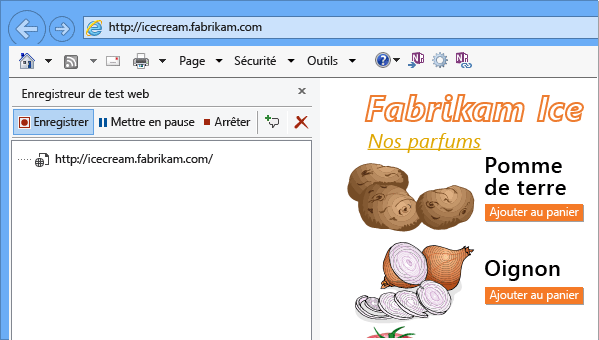 http://icecream.fabrikam.com
Page Sécurité Outils
Enregistreur de test web
Enregistrer Mettre en pause Arrêter
http://icecream.fabrikam.com/
Fabrikam Ice
Nos parfums
Pomme
de terre
Ajouter au panier
Oignon
Ajouter au panier